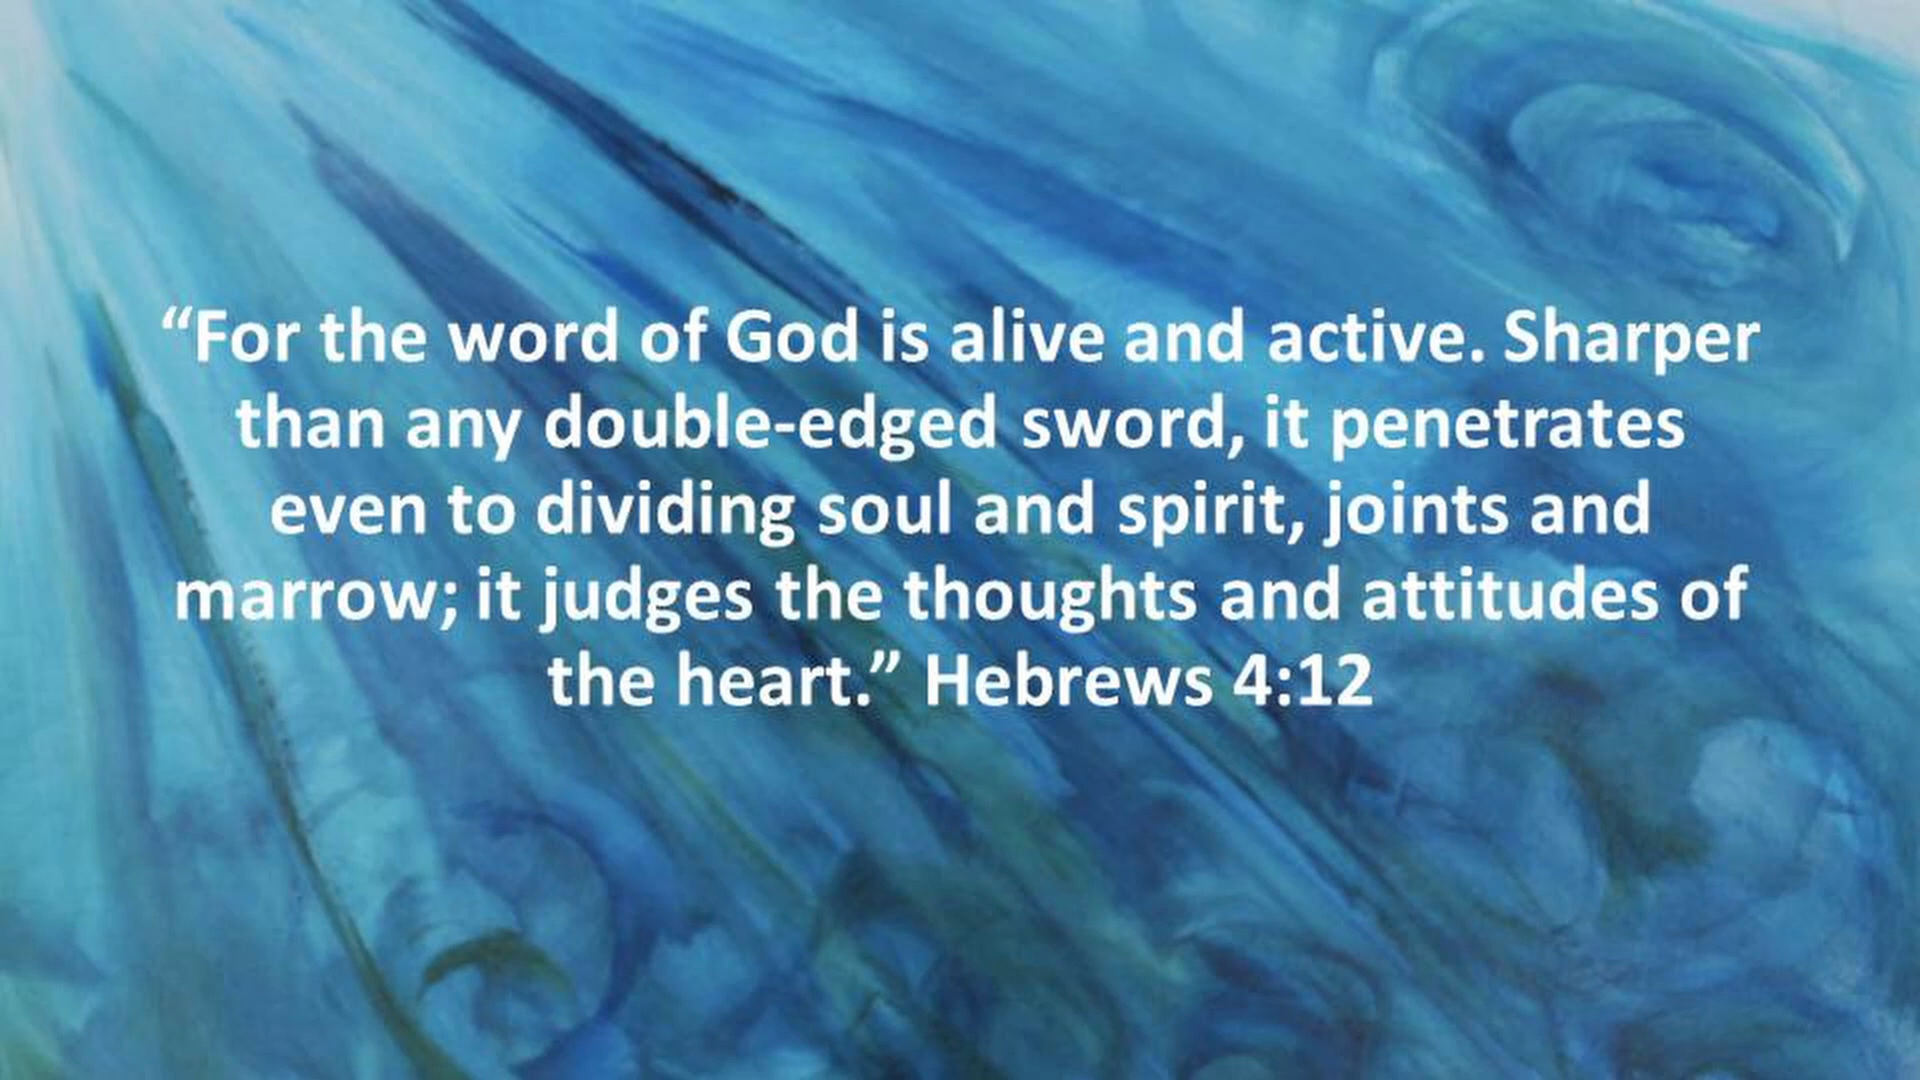 “For the word of God is alive and active. Sharper
than any double-edged sword, it penetrates
even to dividing soul and spirit, joints and
marrow; it judges the thoughts and attitudes of
the heart.” Hebrews 4:12